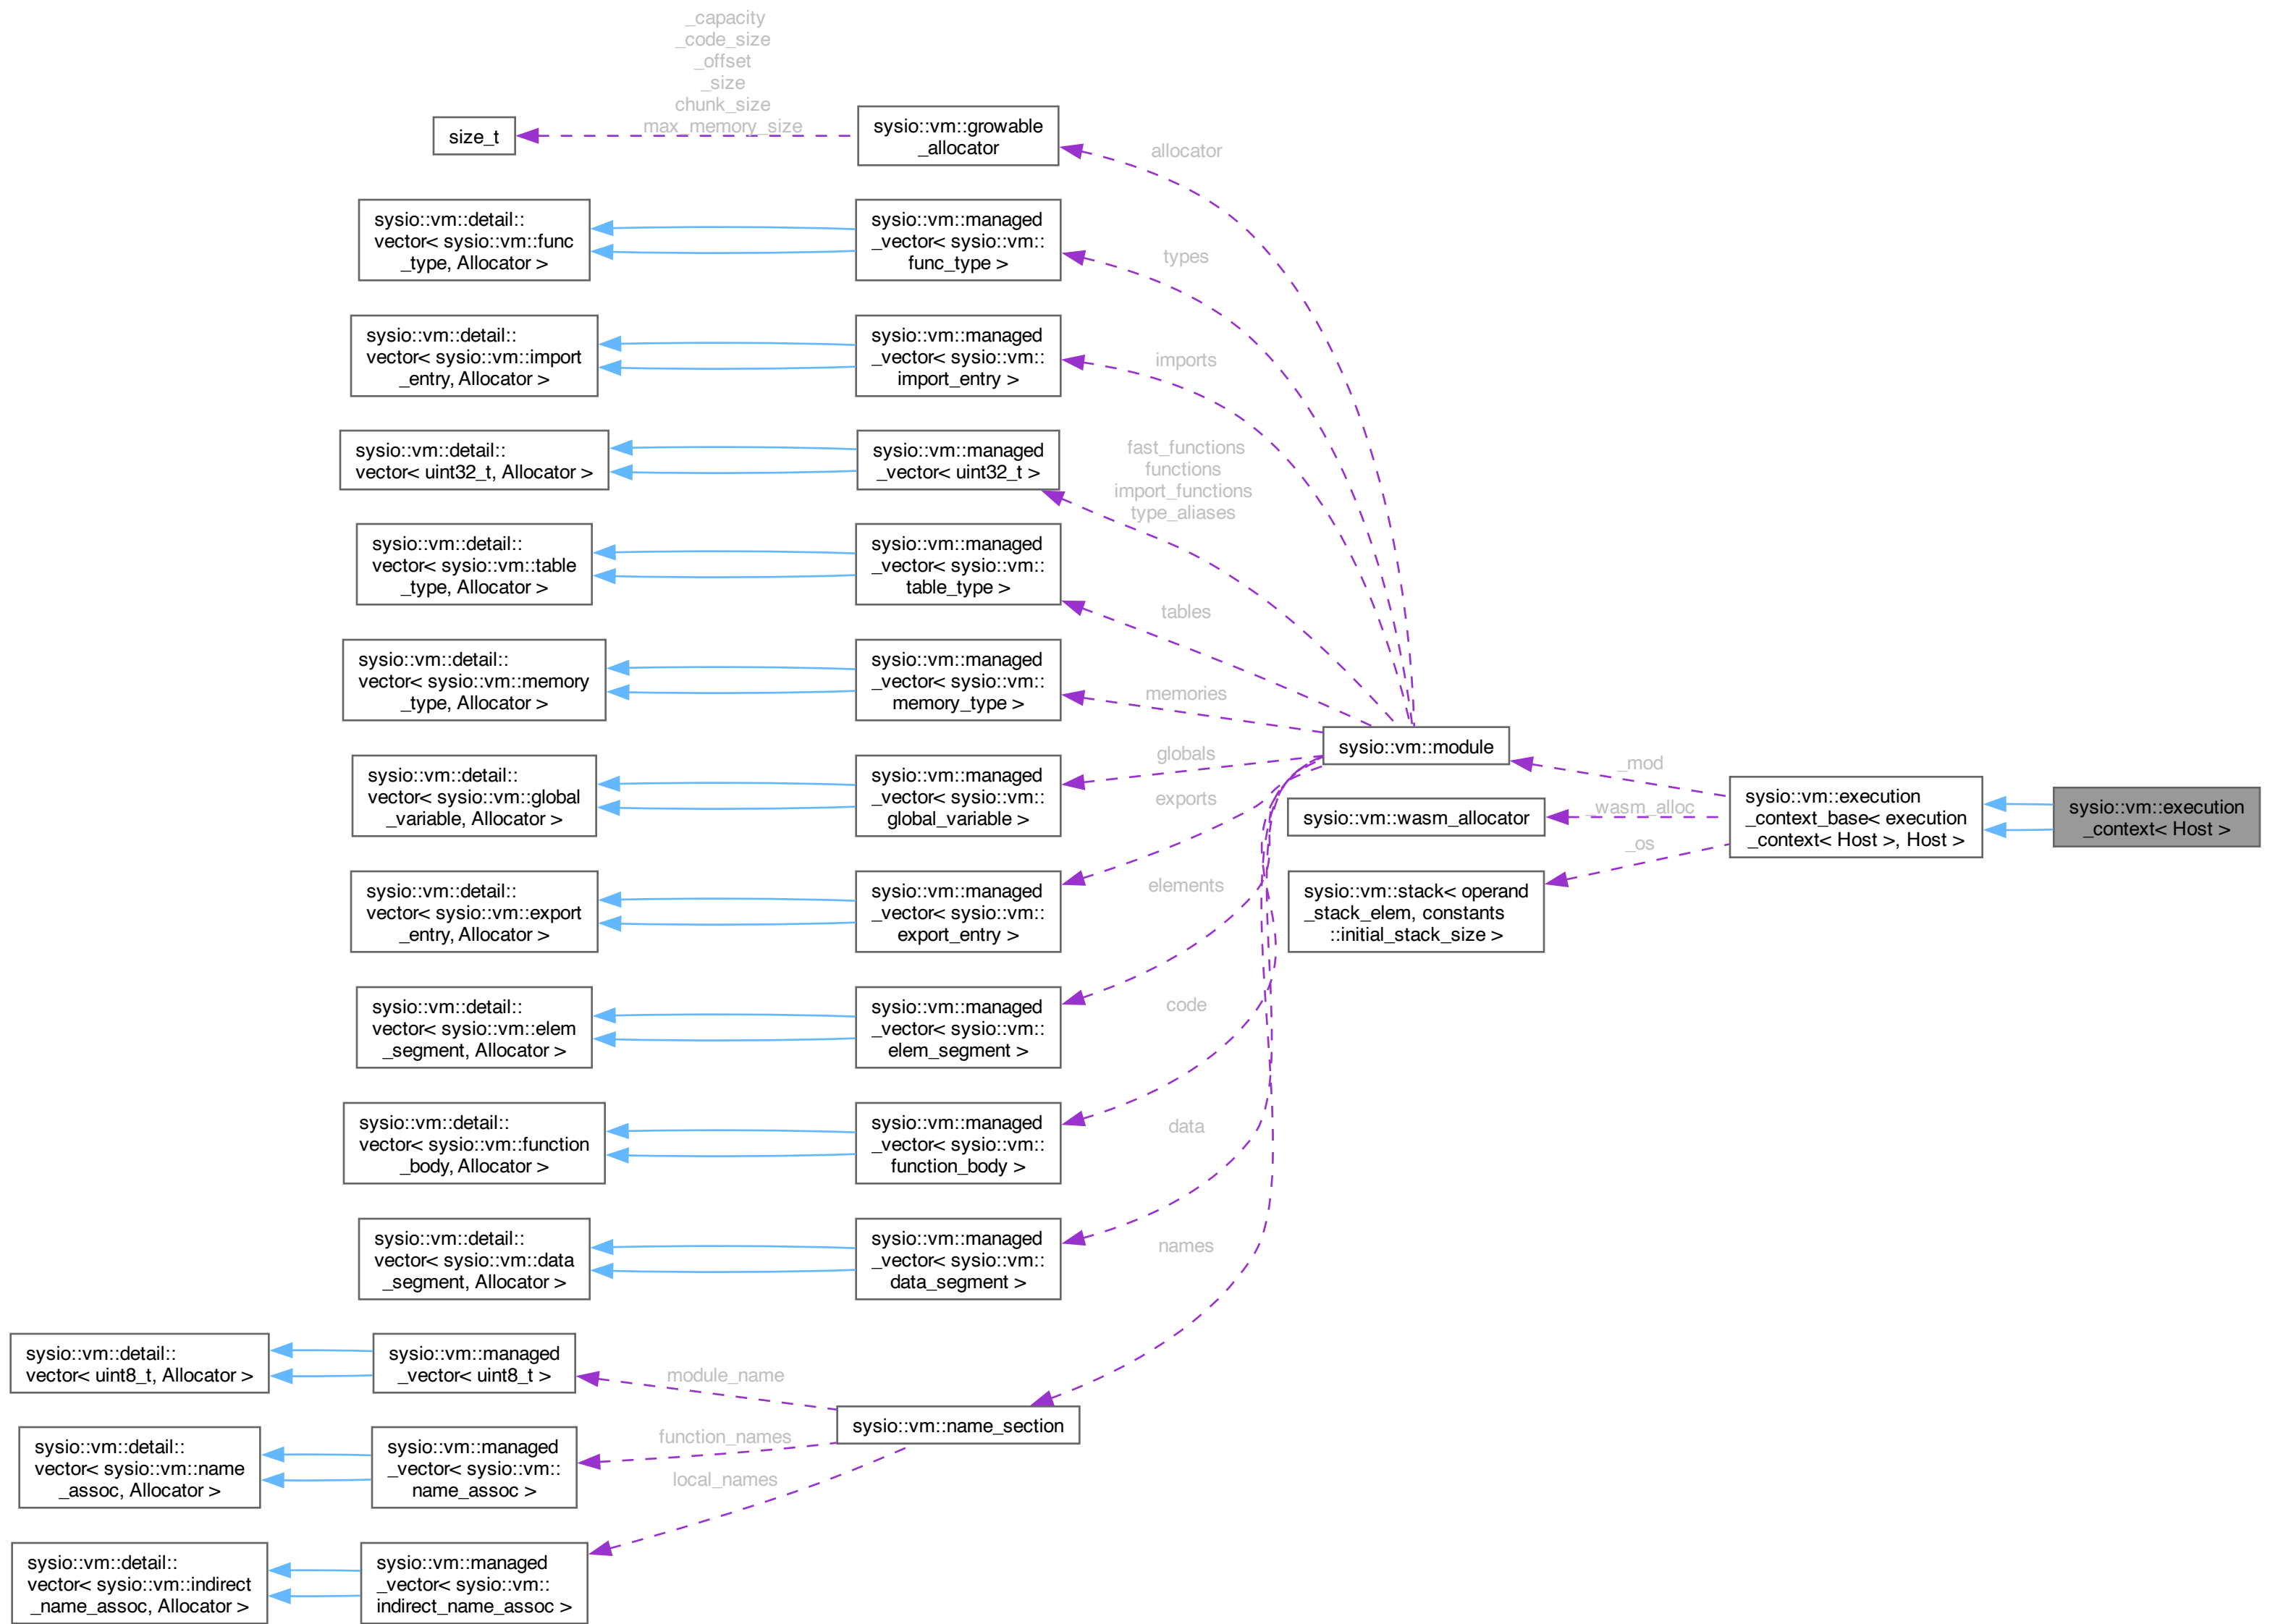 _capacity
_code_size
_offset
_size
chunk_size
max_memory_size
size_t
sysio::vm::growable
_allocator
allocator
sysio::vm::detail::
vector< sysio::vm::func
_type, Allocator >
sysio::vm::managed
_vector< sysio::vm::
func_type >
types
sysio::vm::detail::
vector< sysio::vm::import
_entry, Allocator >
sysio::vm::managed
_vector< sysio::vm::
import_entry >
imports
sysio::vm::detail::
vector< uint32_t, Allocator >
sysio::vm::managed
_vector< uint32_t >
fast_functions
functions
import_functions
type_aliases
sysio::vm::detail::
vector< sysio::vm::table
_type, Allocator >
sysio::vm::managed
_vector< sysio::vm::
table_type >
tables
sysio::vm::detail::
vector< sysio::vm::memory
_type, Allocator >
sysio::vm::managed
_vector< sysio::vm::
memory_type >
memories
sysio::vm::module
sysio::vm::detail::
vector< sysio::vm::global
_variable, Allocator >
sysio::vm::managed
_vector< sysio::vm::
global_variable >
globals
_mod
_wasm_alloc
_os
sysio::vm::wasm_allocator
sysio::vm::execution
_context_base< execution
_context< Host >, Host >
sysio::vm::execution
_context< Host >
exports
sysio::vm::detail::
vector< sysio::vm::export
_entry, Allocator >
sysio::vm::managed
_vector< sysio::vm::
export_entry >
elements
sysio::vm::stack< operand
_stack_elem, constants
::initial_stack_size >
sysio::vm::detail::
vector< sysio::vm::elem
_segment, Allocator >
sysio::vm::managed
_vector< sysio::vm::
elem_segment >
code
sysio::vm::detail::
vector< sysio::vm::function
_body, Allocator >
sysio::vm::managed
_vector< sysio::vm::
function_body >
data
sysio::vm::detail::
vector< sysio::vm::data
_segment, Allocator >
sysio::vm::managed
_vector< sysio::vm::
data_segment >
names
sysio::vm::detail::
vector< uint8_t, Allocator >
sysio::vm::managed
_vector< uint8_t >
module_name
sysio::vm::name_section
sysio::vm::detail::
vector< sysio::vm::name
_assoc, Allocator >
sysio::vm::managed
_vector< sysio::vm::
name_assoc >
function_names
local_names
sysio::vm::detail::
vector< sysio::vm::indirect
_name_assoc, Allocator >
sysio::vm::managed
_vector< sysio::vm::
indirect_name_assoc >